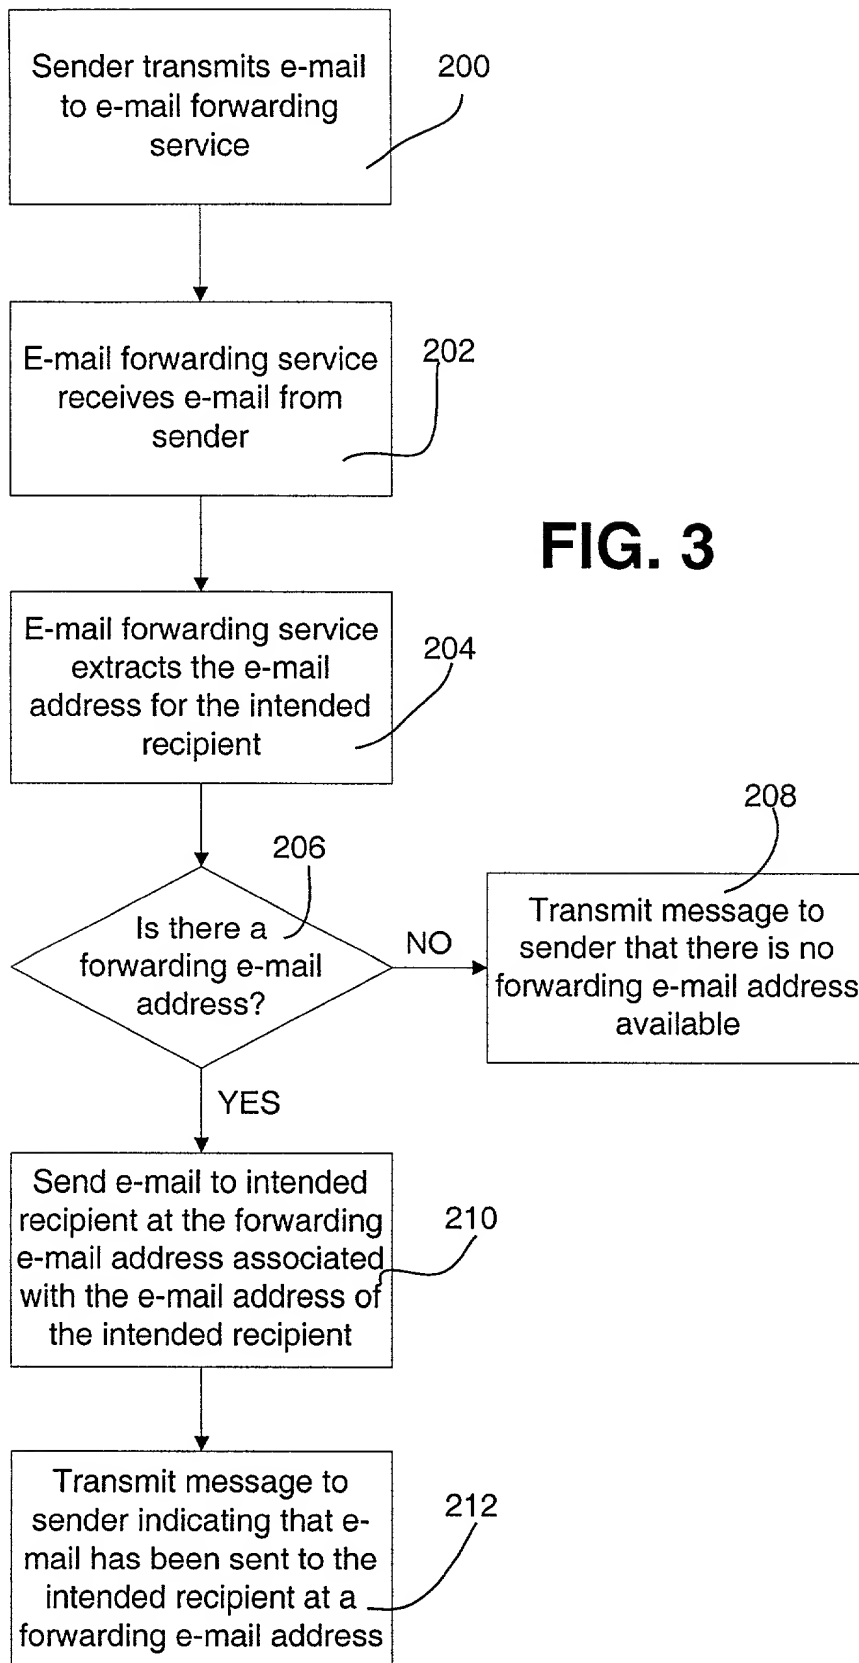 Sender transmits e-mail
to e-mail forwarding
service
200
E-mail forwarding service
receives e-mail from
sender
202
FIG. 3
E-mail forwarding service
extracts the e-mail
address for the intended
recipient
204
206
Is there a
forwarding e-mail
address?
NO
208
Transmit message to
sender that there is no
forwarding e-mail address
available
YES
Send e-mail to intended
recipient at the forwarding
e-mail address associated
with the e-mail address of
the intended recipient
210
Transmit message to
sender indicating that e-
mail has been sent to the
intended recipient at a
forwarding e-mail address
212